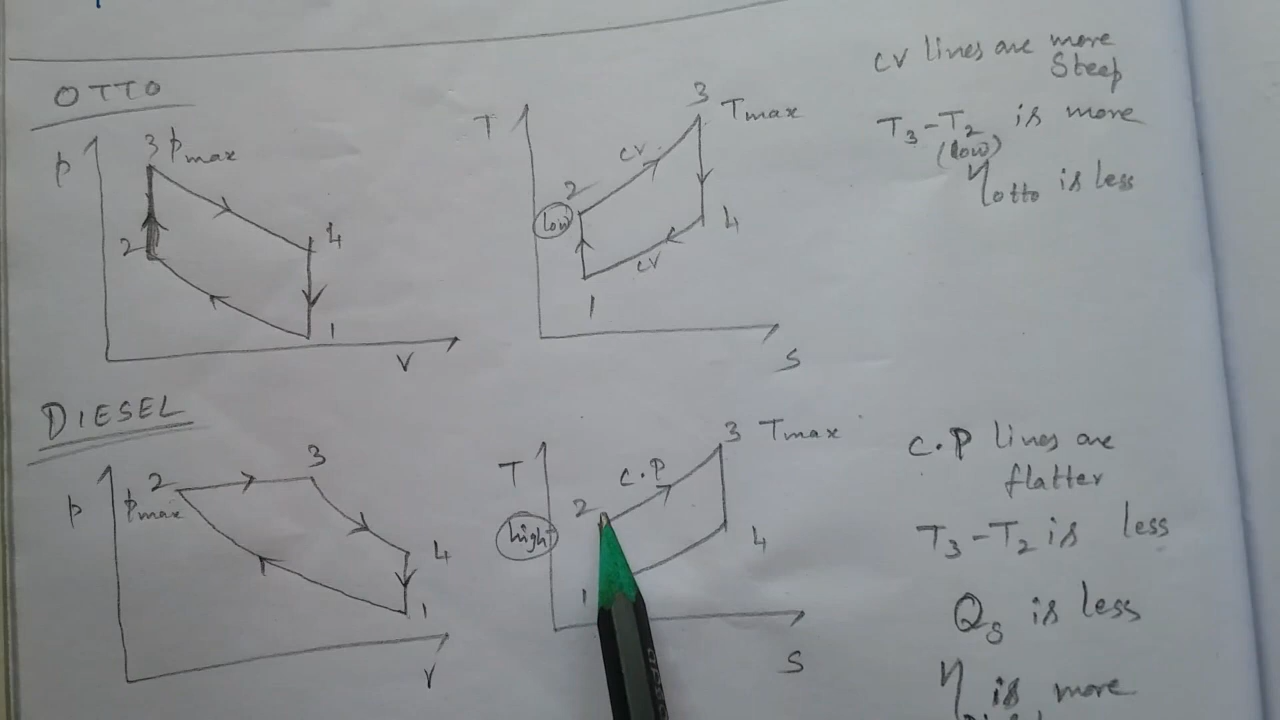 OTTO
p
3 pmax
2
4
1
V
T
3 Tmax
CV
2
low
4
CV
1
S
CV lines are more
Steep
T3-T2 is more
(low)
ηotto is less
DIESEL
p
2
3
pmax
4
1
V
T
3 Tmax
C.P
2
high
4
1
S
C.P lines are
flatter
T3-T2 is less
Qs is less
η is more